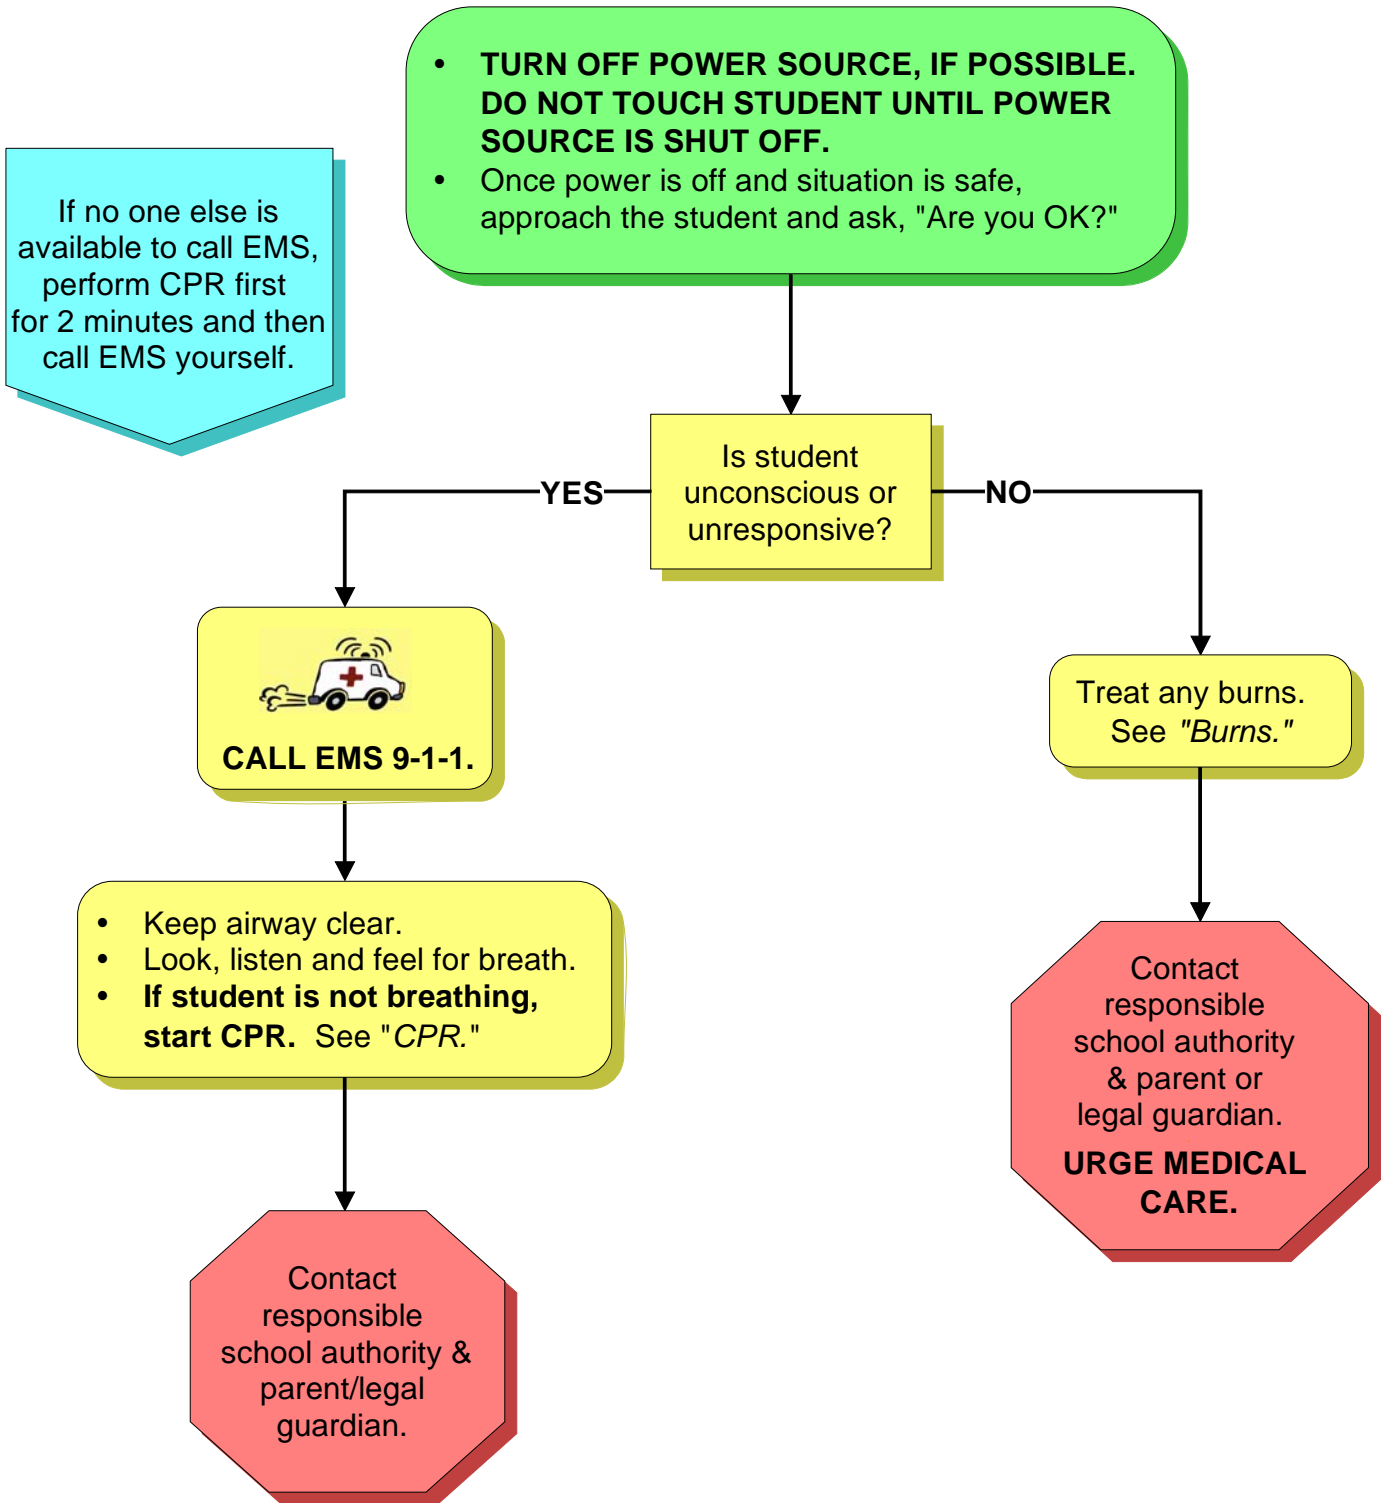 • TURN OFF POWER SOURCE, IF POSSIBLE.
DO NOT TOUCH STUDENT UNTIL POWER
SOURCE IS SHUT OFF.
• Once power is off and situation is safe,
approach the student and ask, "Are you OK?"
If no one else is
available to call EMS,
perform CPR first
for 2 minutes and then
call EMS yourself.
Is student
unconscious or
unresponsive?
YES
NO
CALL EMS 9-1-1.
Treat any burns.
See "Burns."
• Keep airway clear.
• Look, listen and feel for breath.
• If student is not breathing,
start CPR. See "CPR."
Contact
responsible
school authority
& parent or
legal guardian.
URGE MEDICAL
CARE.
Contact
responsible
school authority &
parent/legal
guardian.